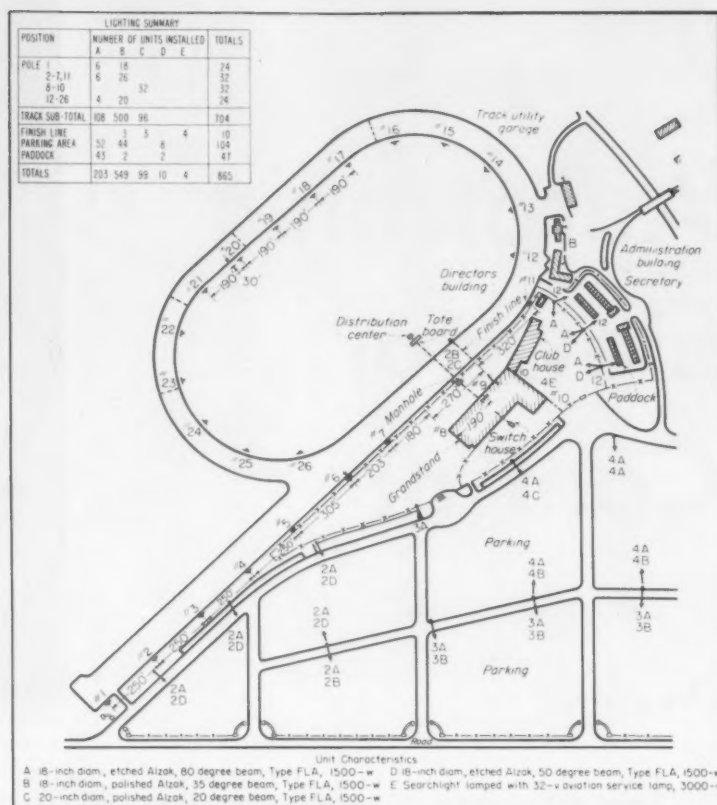 LIGHTING SUMMARY
POSITION NUMBER OF UNITS INSTALLED TOTALS
A B C D E
POLE 1 6 18 24
2-7,11 6 26 32
8-10 32 32
12-26 4 20 24
TRACK SUB-TOTAL 108 500 96 704
FINISH LINE 3 3 4 10
PARKING AREA 52 44 8 104
PADDOCK 43 2 2 47
TOTALS 203 549 99 10 4 865
Track utility
garage
#16
#15
#14
#17
#18
190'
#13
19
190'
B
20
190'
Administration
building
#12
#21
190'
30'
Directors
building
Secretary
#11
12
#22
Tote
board
Finish line
A
12
A
D
Distribution
center
2B
2C
320'
Club
house
A
D
12
#23
#9
10
4E
Paddock
Manhole
270'
#10
#24
#7
180'
190'
#8
#25
#26
203'
Switch
house
4A
4A
#6
Grandstand
305'
4A
4C
#5
3A
Parking
4A
4B
4A
4B
#4
2A
2D
250'
#3
2A
2D
2A
2D
3A
3B
3A
3B
3A
3B
250'
#2
2A
2B
Parking
250'
2A
2D
#1
Road
Unit Characteristics
A 18-inch diam, etched Alzak, 80 degree beam, Type FLA, 1500-w D 18-inch diam, etched Alzak, 50 degree beam, Type FLA, 1500-w
B 18-inch diam, polished Alzak, 35 degree beam, Type FLA, 1500-w E Searchlight lamped with 32-v aviation service lamp, 3000-
C 20-inch diam, polished Alzak, 20 degree beam, Type FLA, 1500-w